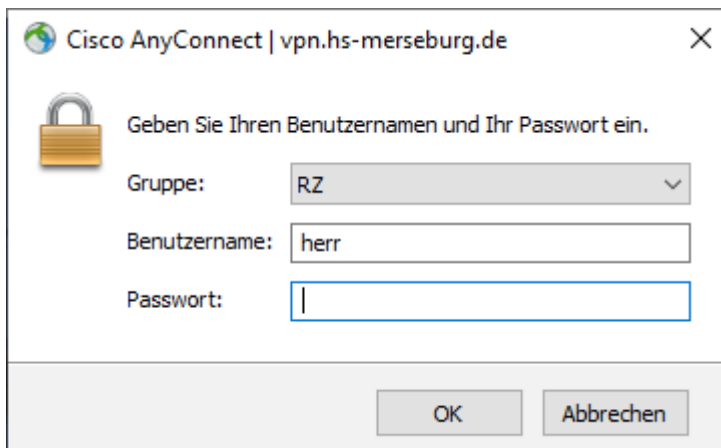 Cisco AnyConnect | vpn.hs-merseburg.de
Geben Sie Ihren Benutzernamen und Ihr Passwort ein.
Gruppe: RZ
Benutzername: herr
Passwort:
OK Abbrechen